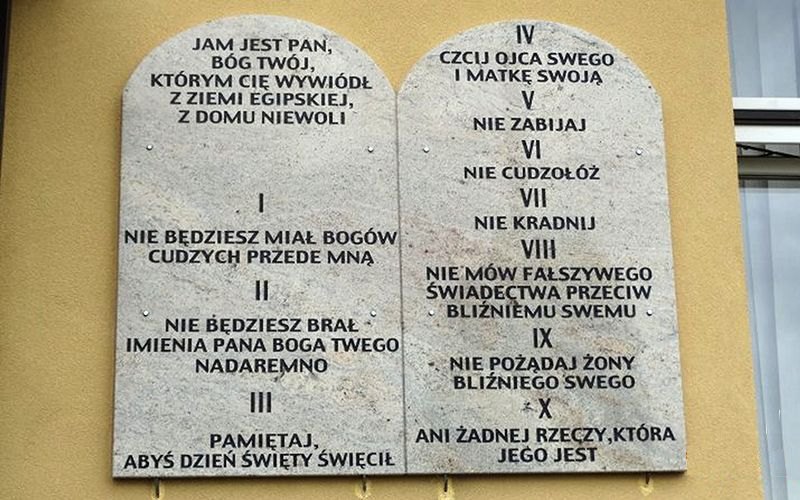 JAM JEST PAN,
BÓG TWÓJ,
KTÓRYM CIĘ WYWIÓDŁ
Z ZIEMI EGIPSKIEJ,
Z DOMU NIEWOLI
I
NIE BĘDZIESZ MIAŁ BOGÓW
CUDZYCH PRZEDE MNĄ
II
NIE BĘDZIESZ BRAŁ
IMIENIA PANA BOGA TWEGO
NADAREMNO
III
PAMIĘTAJ,
ABYŚ DZIEŃ ŚWIĘTY ŚWIĘCIŁ
IV
CZCIJ OJCA SWEGO
I MATKĘ SWOJĄ
V
NIE ZABIJAJ
VI
NIE CUDZOŁÓŻ
VII
NIE KRADNIJ
VIII
NIE MÓW FAŁSZYWEGO
ŚWIADECTWA PRZECIW
BLIŹNIEMU SWEMU
IX
NIE POŻĄDAJ ŻONY
BLIŹNIEGO SWEGO
X
ANI ŻADNEJ RZECZY,KTÓRA
JEGO JEST